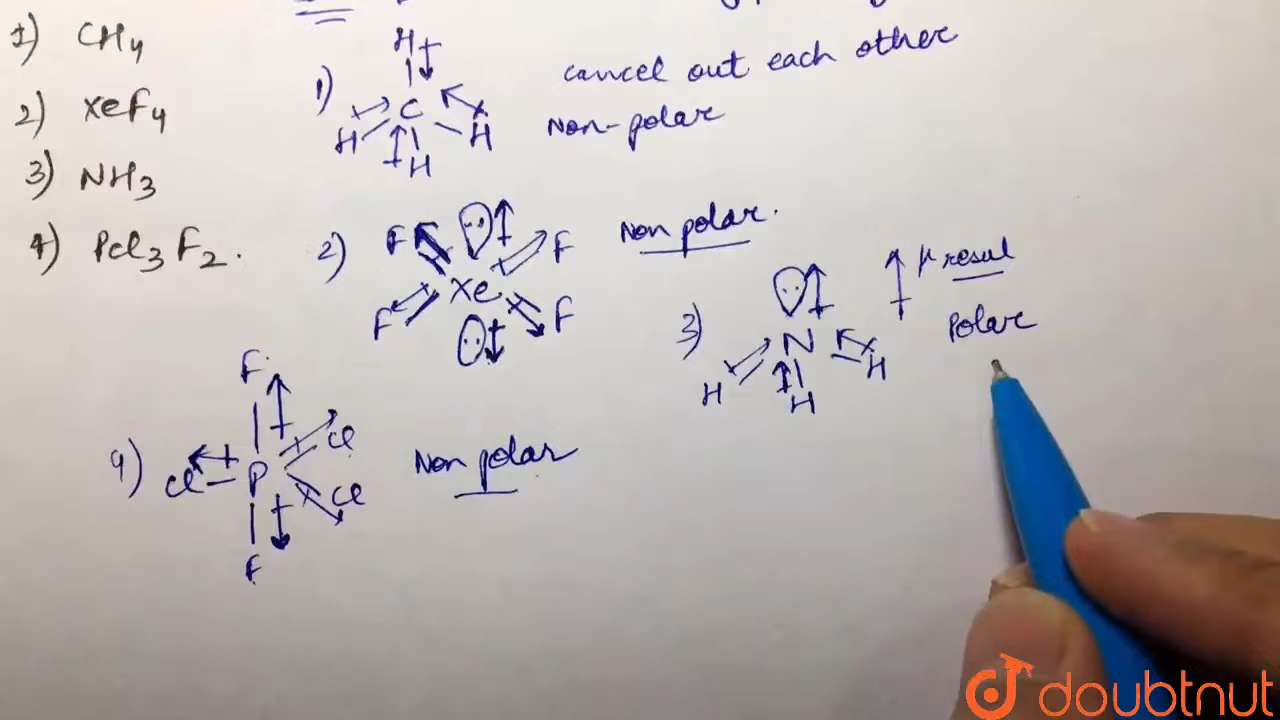 1) CH4
2) XeF4
3) NH3
4) PCl3F2.
1)
H
H C H
H
cancel out each other
Non-polar
2)
F F
Xe
F F
Non polar.
3)
N
H H
H
μ resul
Polar
4)
F
Cl P Cl
Cl
F
Non polar
doubtnut